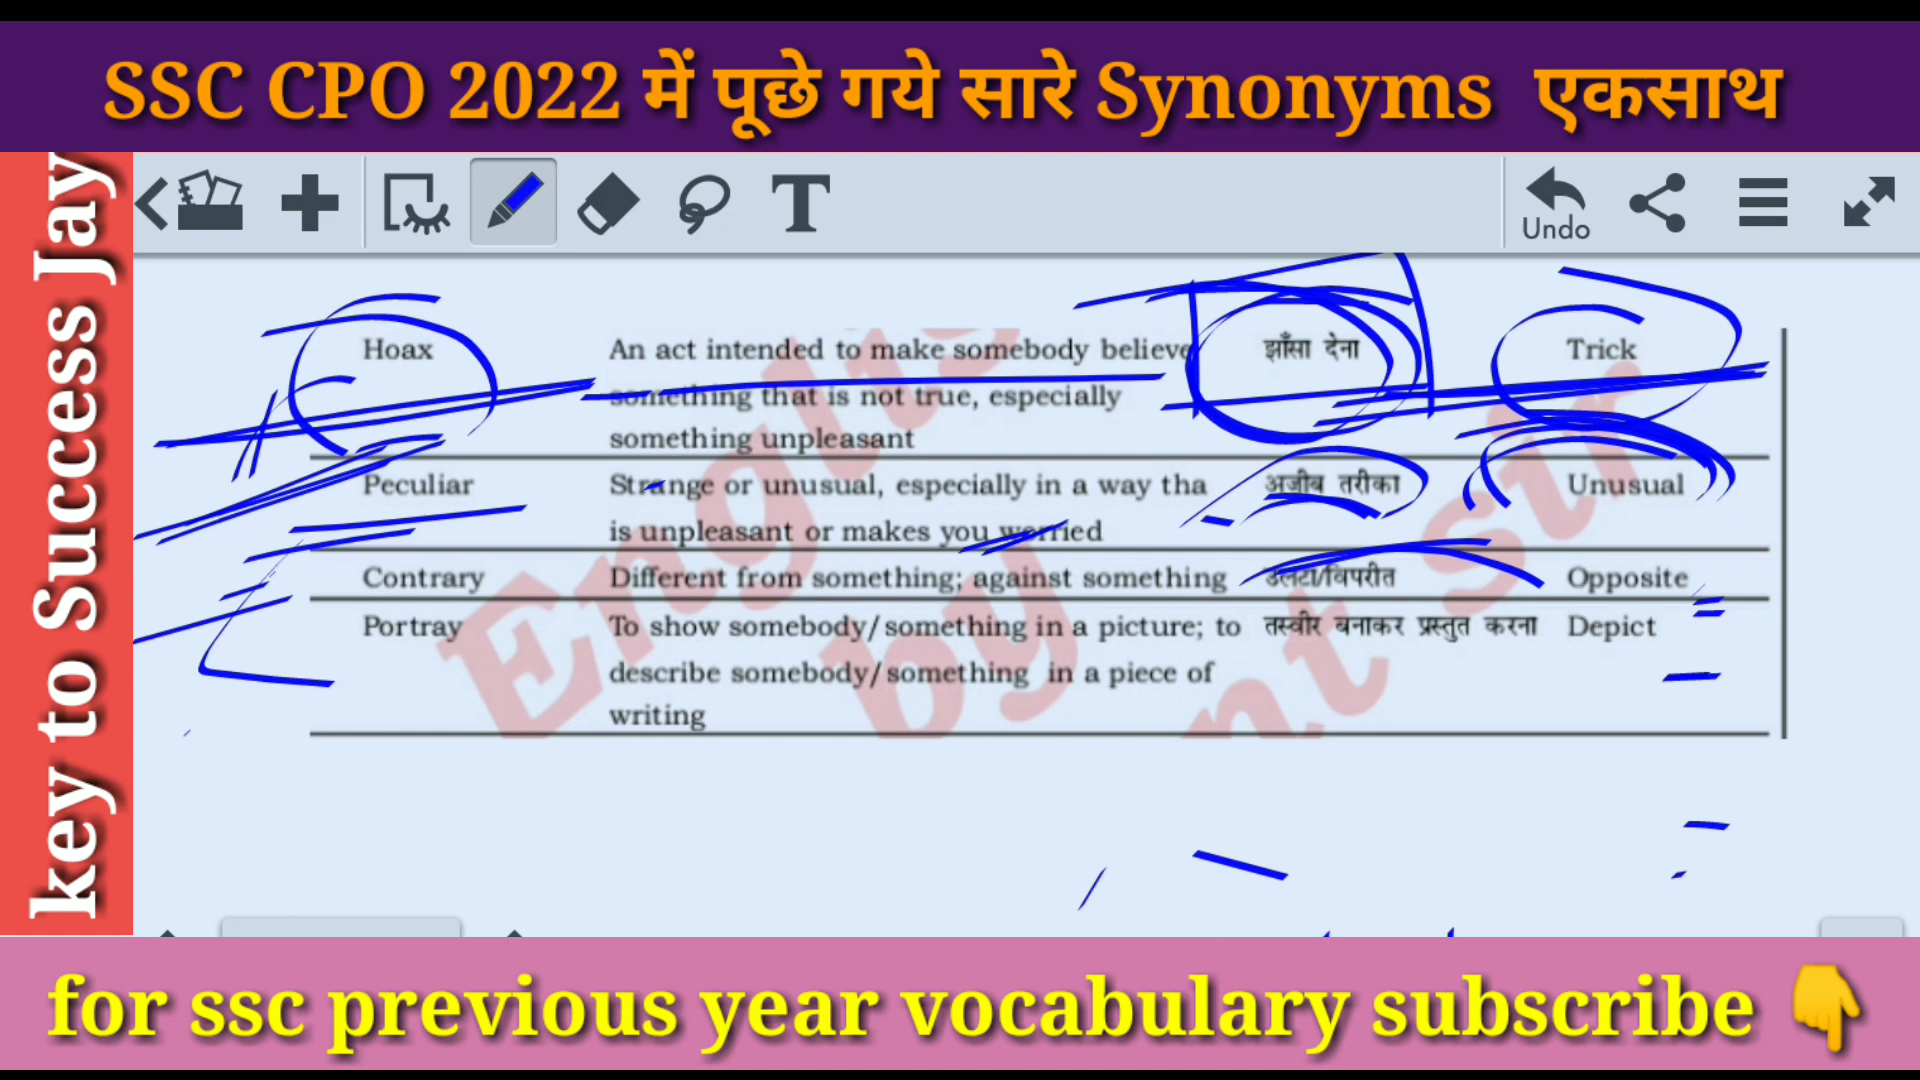 SSC CPO 2022 में पूछे गये सारे Synonyms एकसाथ
key to Success Jay
Undo
Hoax An act intended to make somebody believe झाँसा देना Trick
something that is not true, especially
something unpleasant
Peculiar Strange or unusual, especially in a way tha अजीब तरीका Unusual
is unpleasant or makes you worried
Contrary Different from something; against something उलटा/विपरीत Opposite
Portray To show somebody/something in a picture; to तस्वीर बनाकर प्रस्तुत करना Depict
describe somebody/something in a piece of
writing
by
for ssc previous year vocabulary subscribe 👇